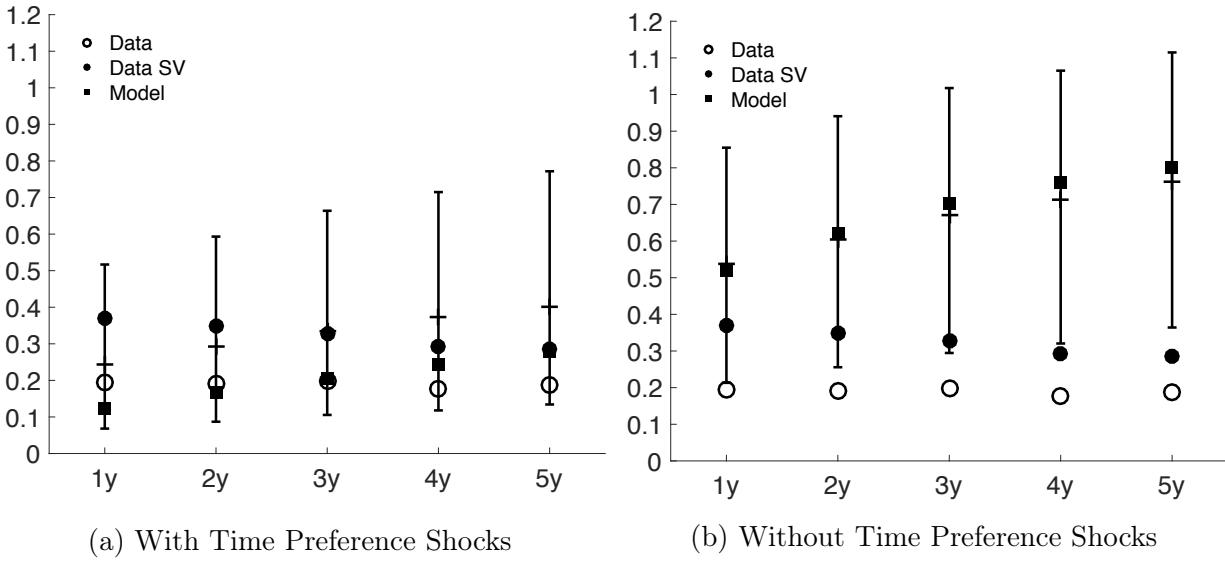 1.2
1.1
1
0.9
0.8
0.7
0.6
0.5
0.4
0.3
0.2
0.1
0
Data
Data SV
Model
1y 2y 3y 4y 5y
(a) With Time Preference Shocks
1.2
1.1
1
0.9
0.8
0.7
0.6
0.5
0.4
0.3
0.2
0.1
0
Data
Data SV
Model
1y 2y 3y 4y 5y
(b) Without Time Preference Shocks